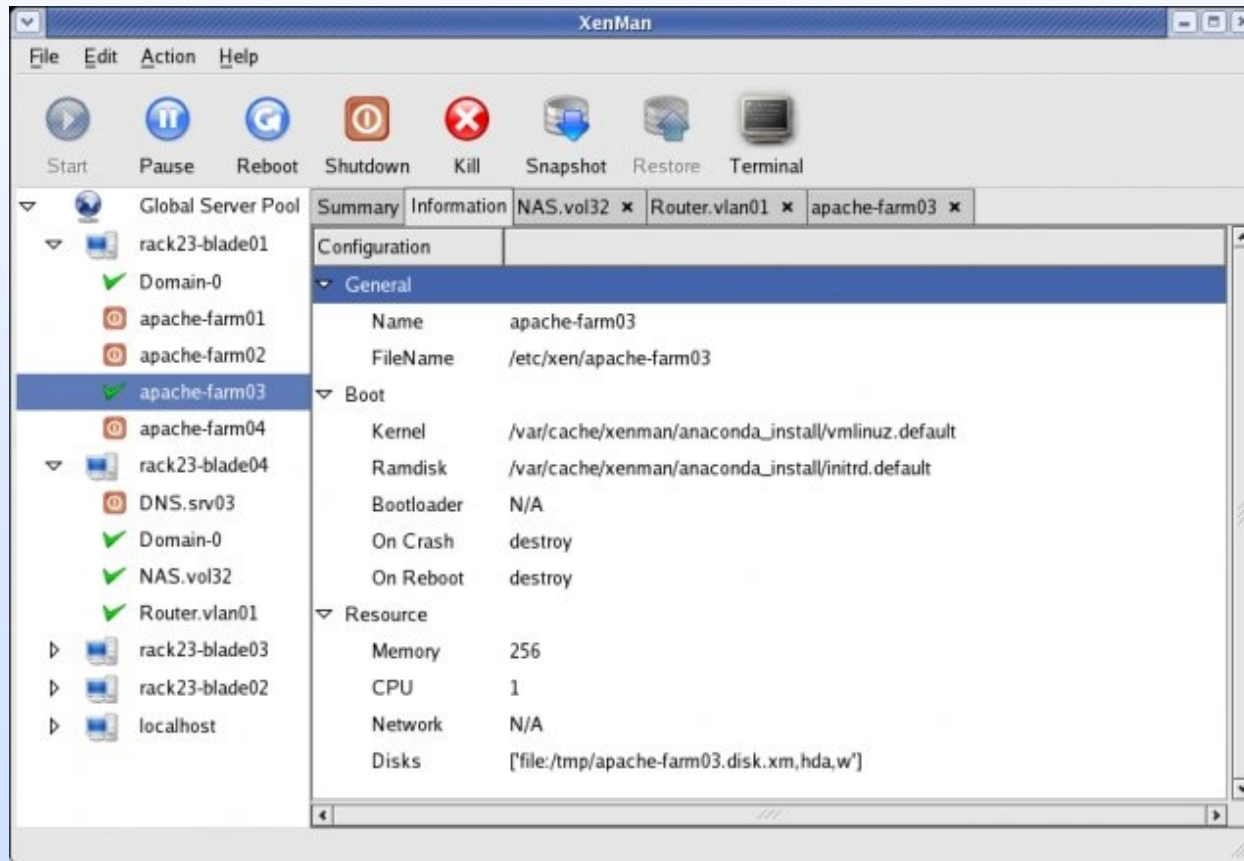 XenMan
File Edit Action Help
Start Pause Reboot Shutdown Kill Snapshot Restore Terminal
Global Server Pool
rack23-blade01
Domain-0
apache-farm01
apache-farm02
apache-farm03
apache-farm04
rack23-blade04
DNS.srv03
Domain-0
NAS.vol32
Router.vlan01
rack23-blade03
rack23-blade02
localhost
Summary Information NAS.vol32 Router.vlan01 apache-farm03
Configuration
General
Name apache-farm03
FileName /etc/xen/apache-farm03
Boot
Kernel /var/cache/xenman/anaconda_install/vmlinuz.default
Ramdisk /var/cache/xenman/anaconda_install/initrd.default
Bootloader N/A
On Crash destroy
On Reboot destroy
Resource
Memory 256
CPU 1
Network N/A
Disks ['file:/tmp/apache-farm03.disk.xm,hda,w']